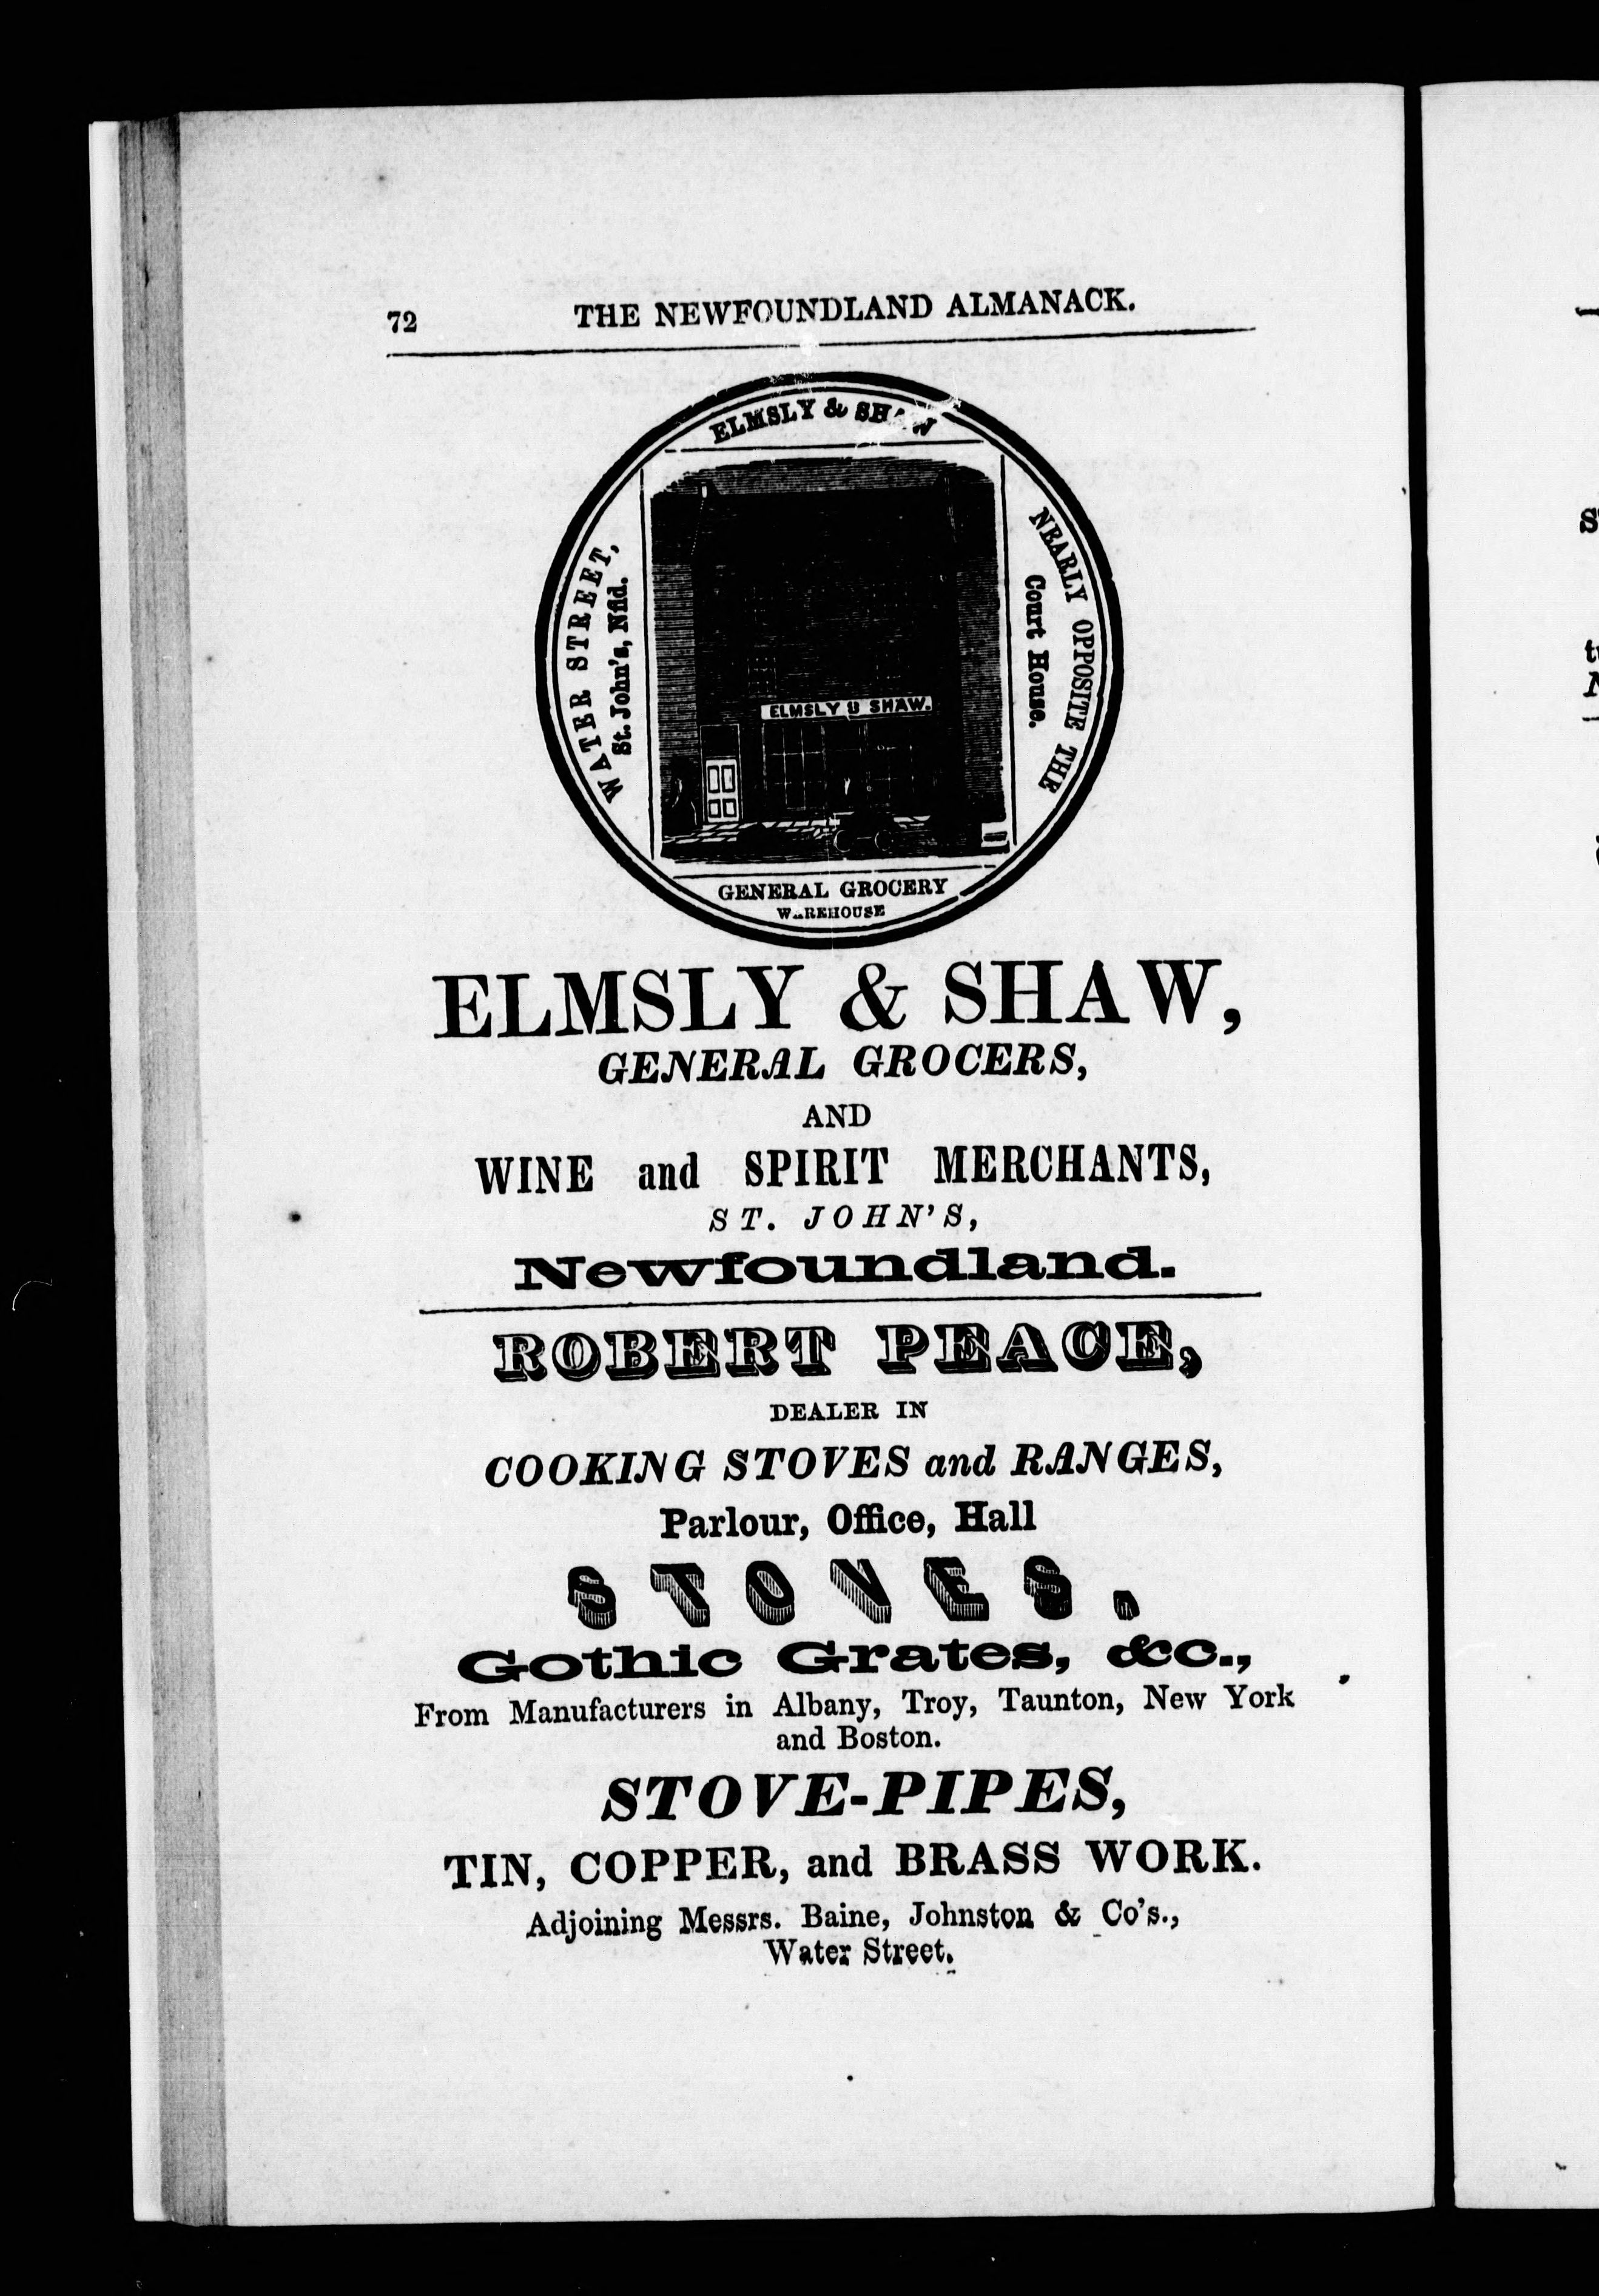 72 THE NEWFOUNDLAND ALMANACK.
ELMSLY & SHAW
WATER STREET,
St. John's, Nfld.
NEARLY OPPOSITE THE
Court House.
ELMSLY & SHAW.
GENERAL GROCERY
WAREHOUSE
ELMSLY & SHAW,
GENERAL GROCERS,
AND
WINE and SPIRIT MERCHANTS,
ST. JOHN'S,
Newfoundland.
ROBERT PEACE,
DEALER IN
COOKING STOVES and RANGES,
Parlour, Office, Hall
STOVES.
Gothic Grates, &c.,
From Manufacturers in Albany, Troy, Taunton, New York
and Boston.
STOVE-PIPES,
TIN, COPPER, and BRASS WORK.
Adjoining Messrs. Baine, Johnston & Co's.,
Water Street.